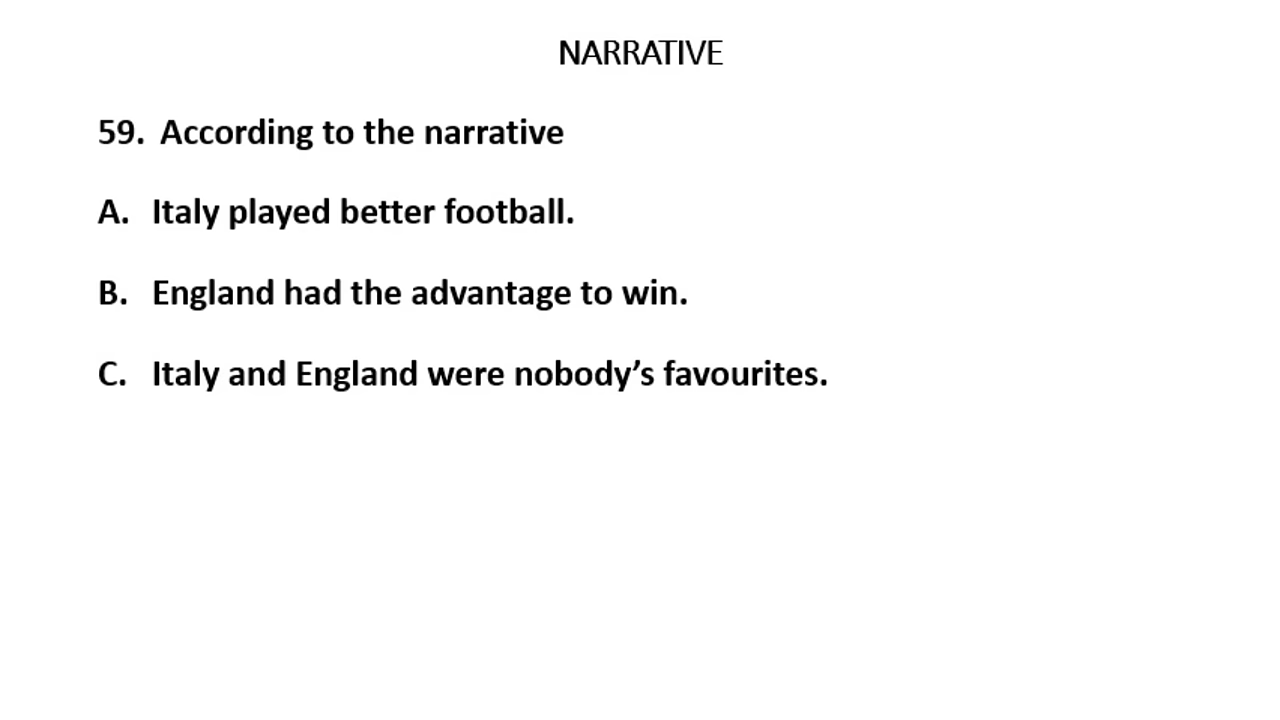 NARRATIVE
59. According to the narrative
A. Italy played better football.
B. England had the advantage to win.
C. Italy and England were nobody’s favourites.